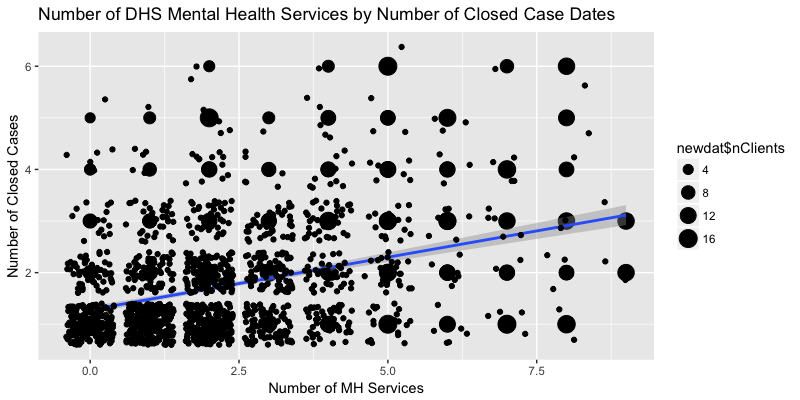 Number of DHS Mental Health Services by Number of Closed Case Dates
6
4
2
Number of Closed Cases
0.0
2.5
5.0
7.5
Number of MH Services
newdat$nClients
4
8
12
16